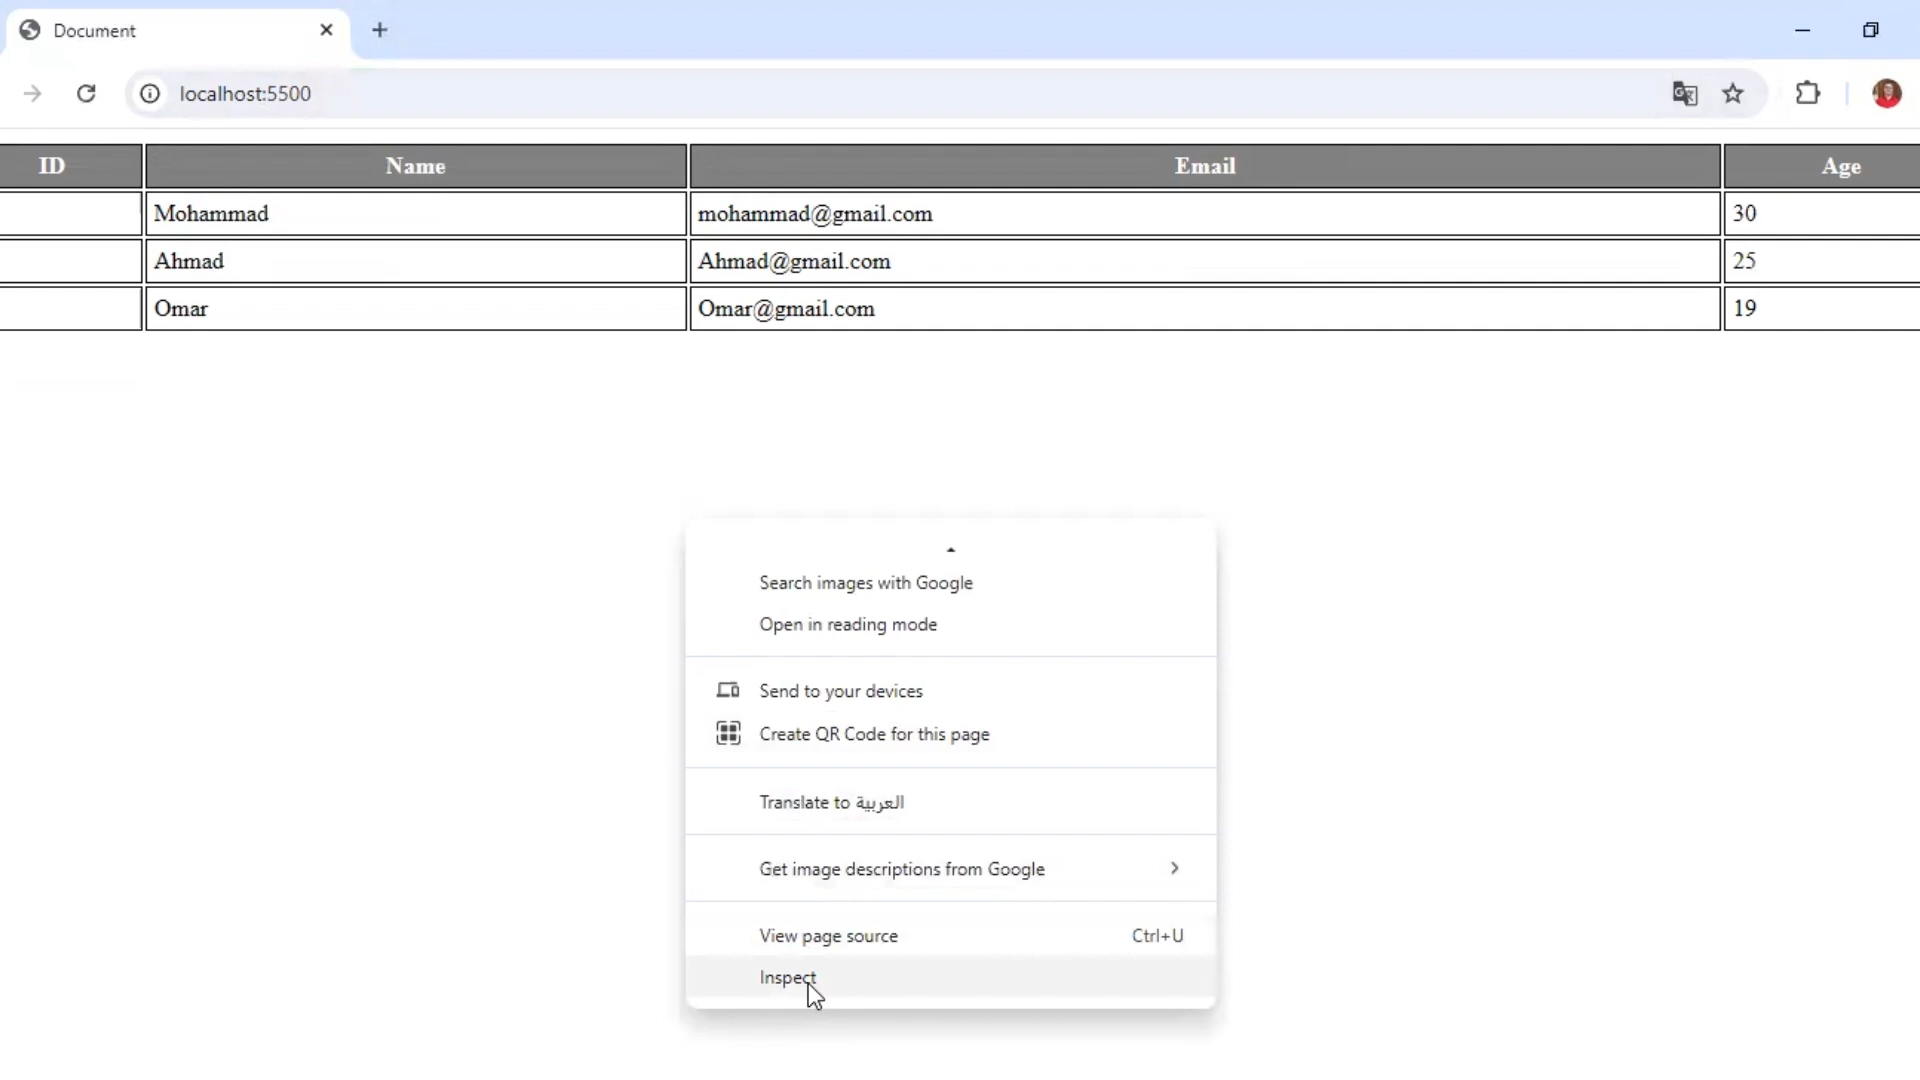 Document
localhost:5500
ID Name Email Age
Mohammad mohammad@gmail.com 30
Ahmad Ahmad@gmail.com 25
Omar Omar@gmail.com 19
Search images with Google
Open in reading mode
Send to your devices
Create QR Code for this page
Translate to العربية
Get image descriptions from Google
View page source Ctrl+U
Inspect